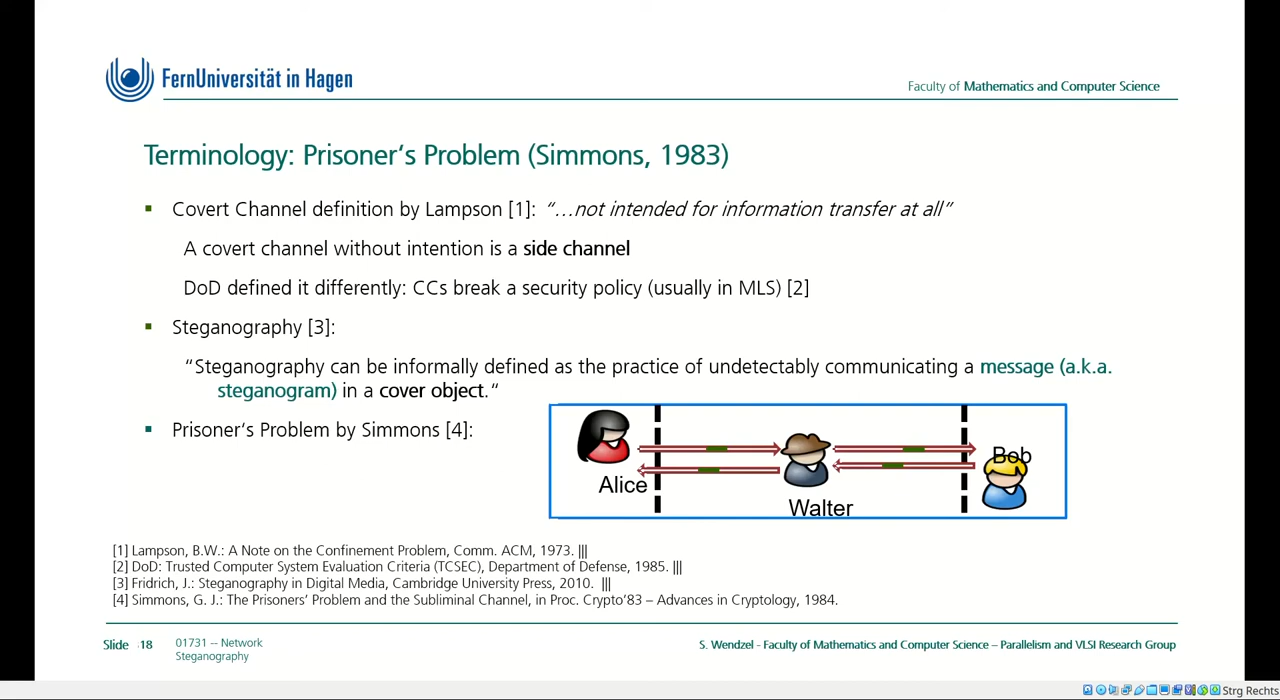 FernUniversität in Hagen
Faculty of Mathematics and Computer Science
Terminology: Prisoner‘s Problem (Simmons, 1983)
▪ Covert Channel definition by Lampson [1]: “…not intended for information transfer at all”
A covert channel without intention is a side channel
DoD defined it differently: CCs break a security policy (usually in MLS) [2]
▪ Steganography [3]:
“Steganography can be informally defined as the practice of undetectably communicating a message (a.k.a.
steganogram) in a cover object.“
▪ Prisoner‘s Problem by Simmons [4]:
Bob
Alice
Walter
[1] Lampson, B.W.: A Note on the Confinement Problem, Comm. ACM, 1973. |||
[2] DoD: Trusted Computer System Evaluation Criteria (TCSEC), Department of Defense, 1985. |||
[3] Fridrich, J.: Steganography in Digital Media, Cambridge University Press, 2010. |||
[4] Simmons, G. J.: The Prisoners‘ Problem and the Subliminal Channel, in Proc. Crypto‘83 – Advances in Cryptology, 1984.
Slide 18
01731 -- Network
Steganography
S. Wendzel - Faculty of Mathematics and Computer Science – Parallelism and VLSI Research Group
Strg Rechts